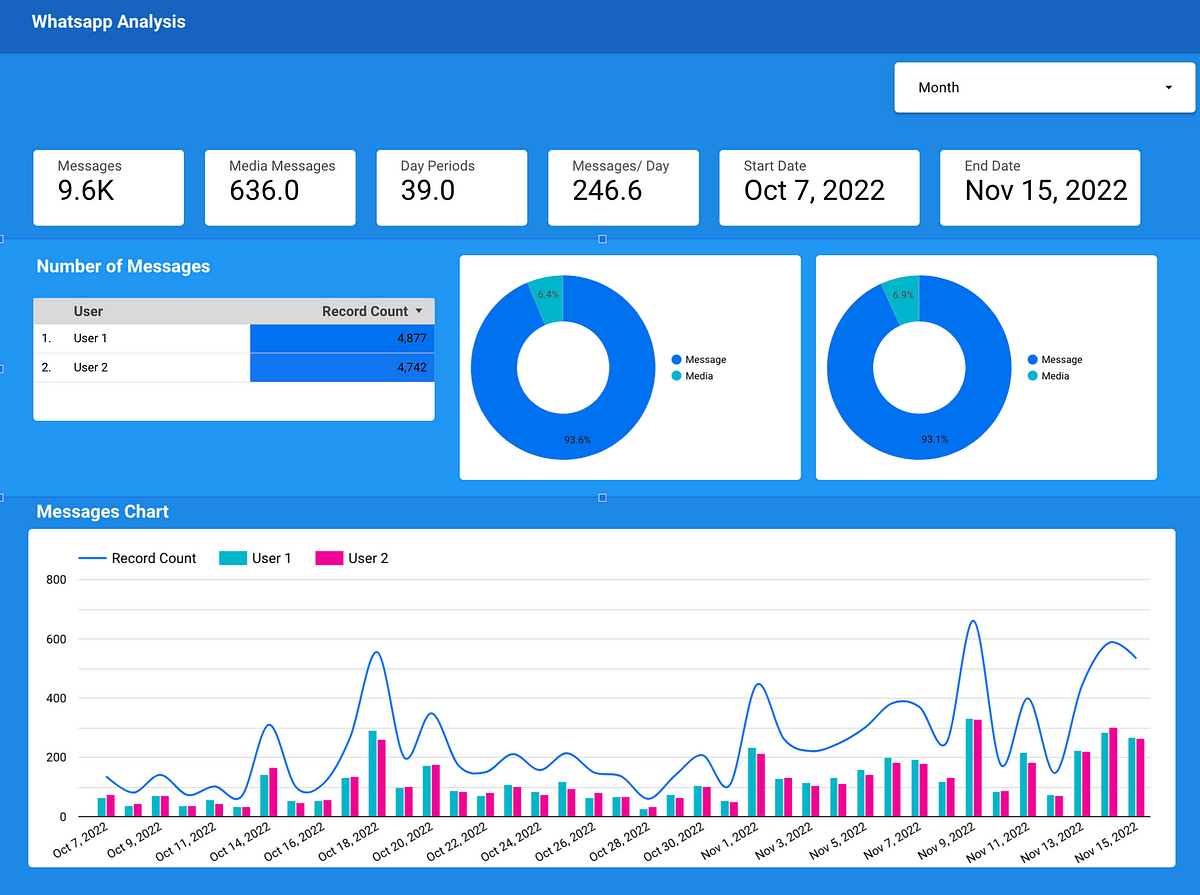 Whatsapp Analysis
Month
Messages
9.6K
Media Messages
636.0
Day Periods
39.0
Messages/ Day
246.6
Start Date
Oct 7, 2022
End Date
Nov 15, 2022
Number of Messages
User Record Count
1. User 1 4,877
2. User 2 4,742
6.4%
93.6%
Message
Media
6.9%
93.1%
Message
Media
Messages Chart
Record Count User 1 User 2
800
600
400
200
0
Oct 7, 2022 Oct 9, 2022 Oct 11, 2022 Oct 14, 2022 Oct 16, 2022 Oct 18, 2022 Oct 20, 2022 Oct 22, 2022 Oct 24, 2022 Oct 26, 2022 Oct 28, 2022 Oct 30, 2022 Nov 1, 2022 Nov 3, 2022 Nov 5, 2022 Nov 7, 2022 Nov 9, 2022 Nov 11, 2022 Nov 13, 2022 Nov 15, 2022